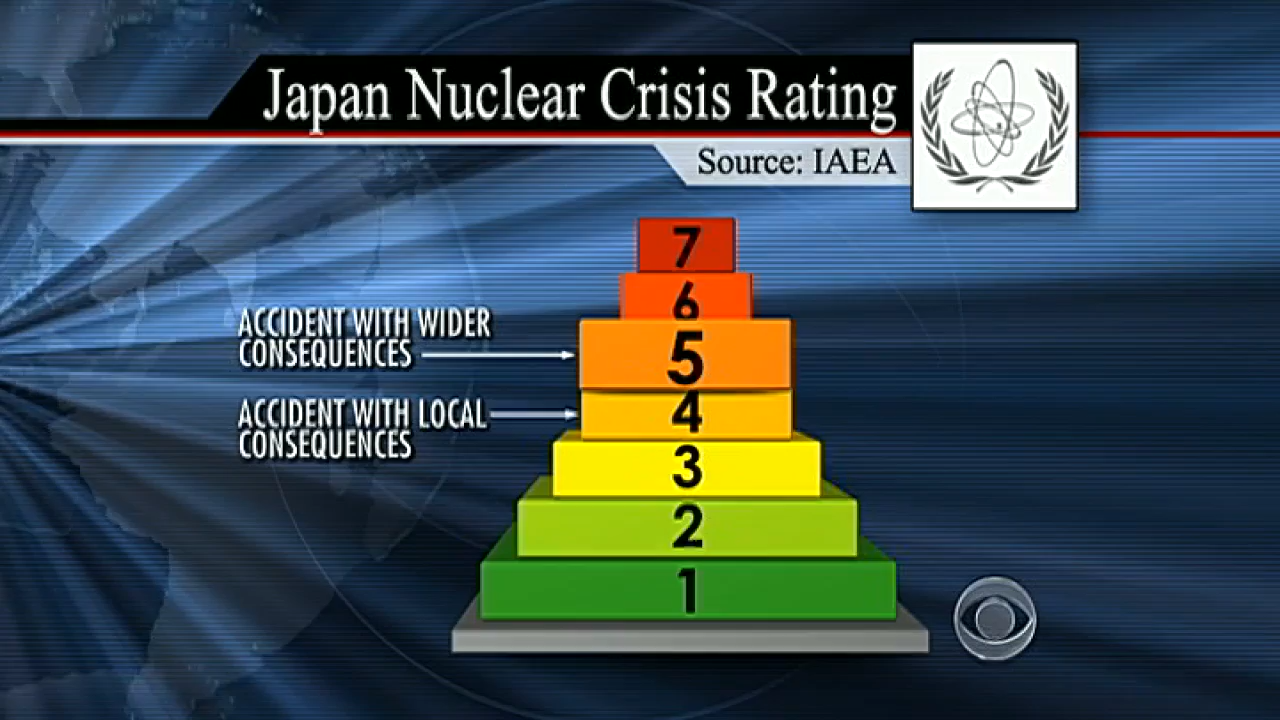 Japan Nuclear Crisis Rating
Source: IAEA
7
6
ACCIDENT WITH WIDER
CONSEQUENCES
5
ACCIDENT WITH LOCAL
CONSEQUENCES
4
3
2
1